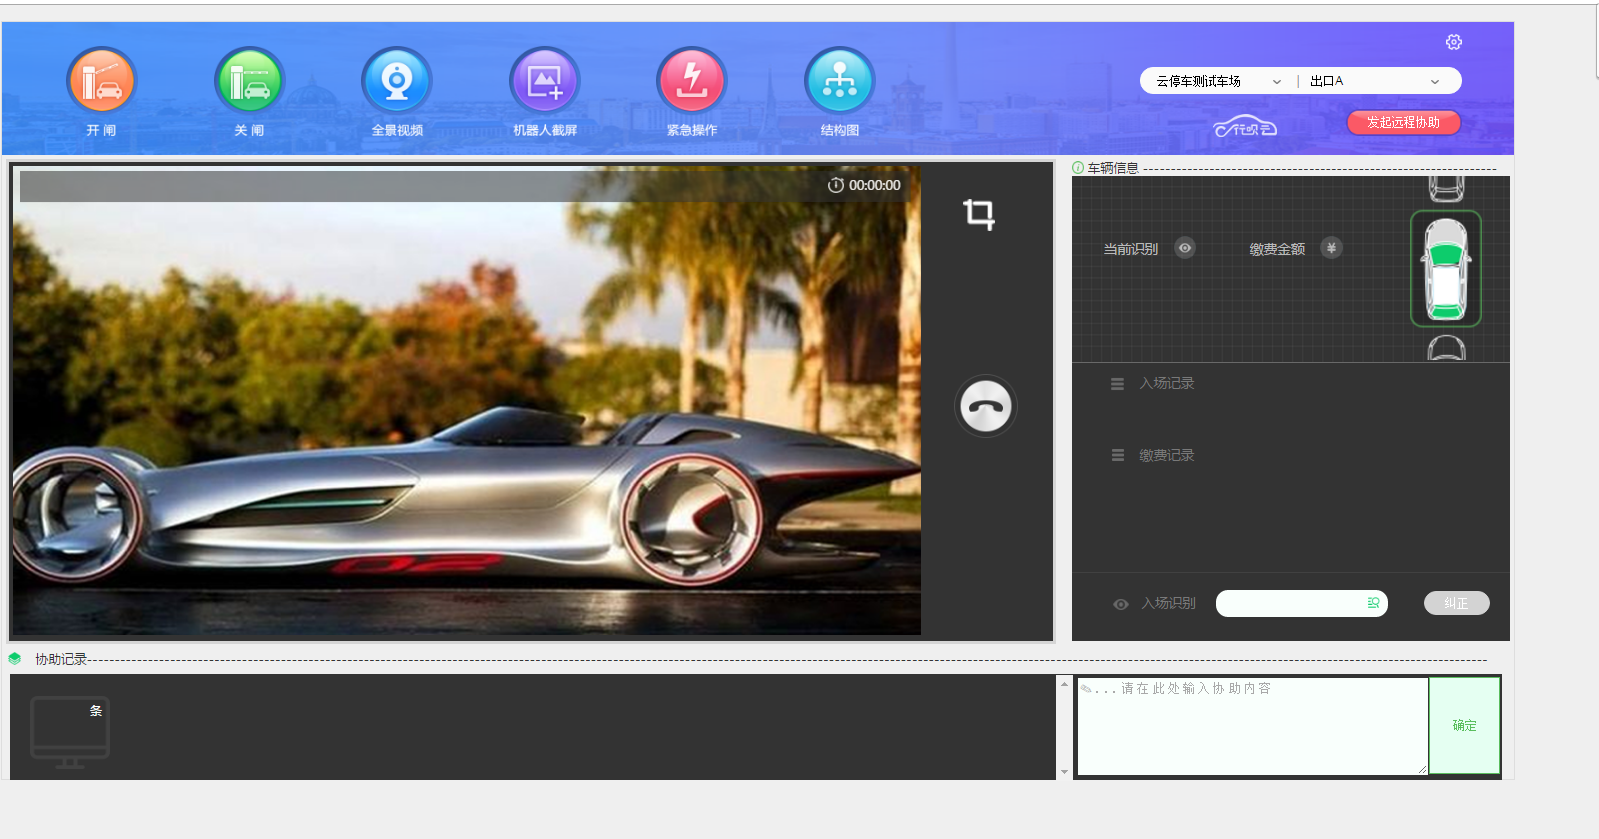 开 闸
关 闸
全景视频
机器人截屏
紧急操作
结构图
云停车测试车场 | 出口A
发起远程协助
00:00:00
车辆信息
当前识别
缴费金额
¥
入场记录
缴费记录
入场识别
纠正
02
协助记录
条
...请在此处输入协助内容
确定